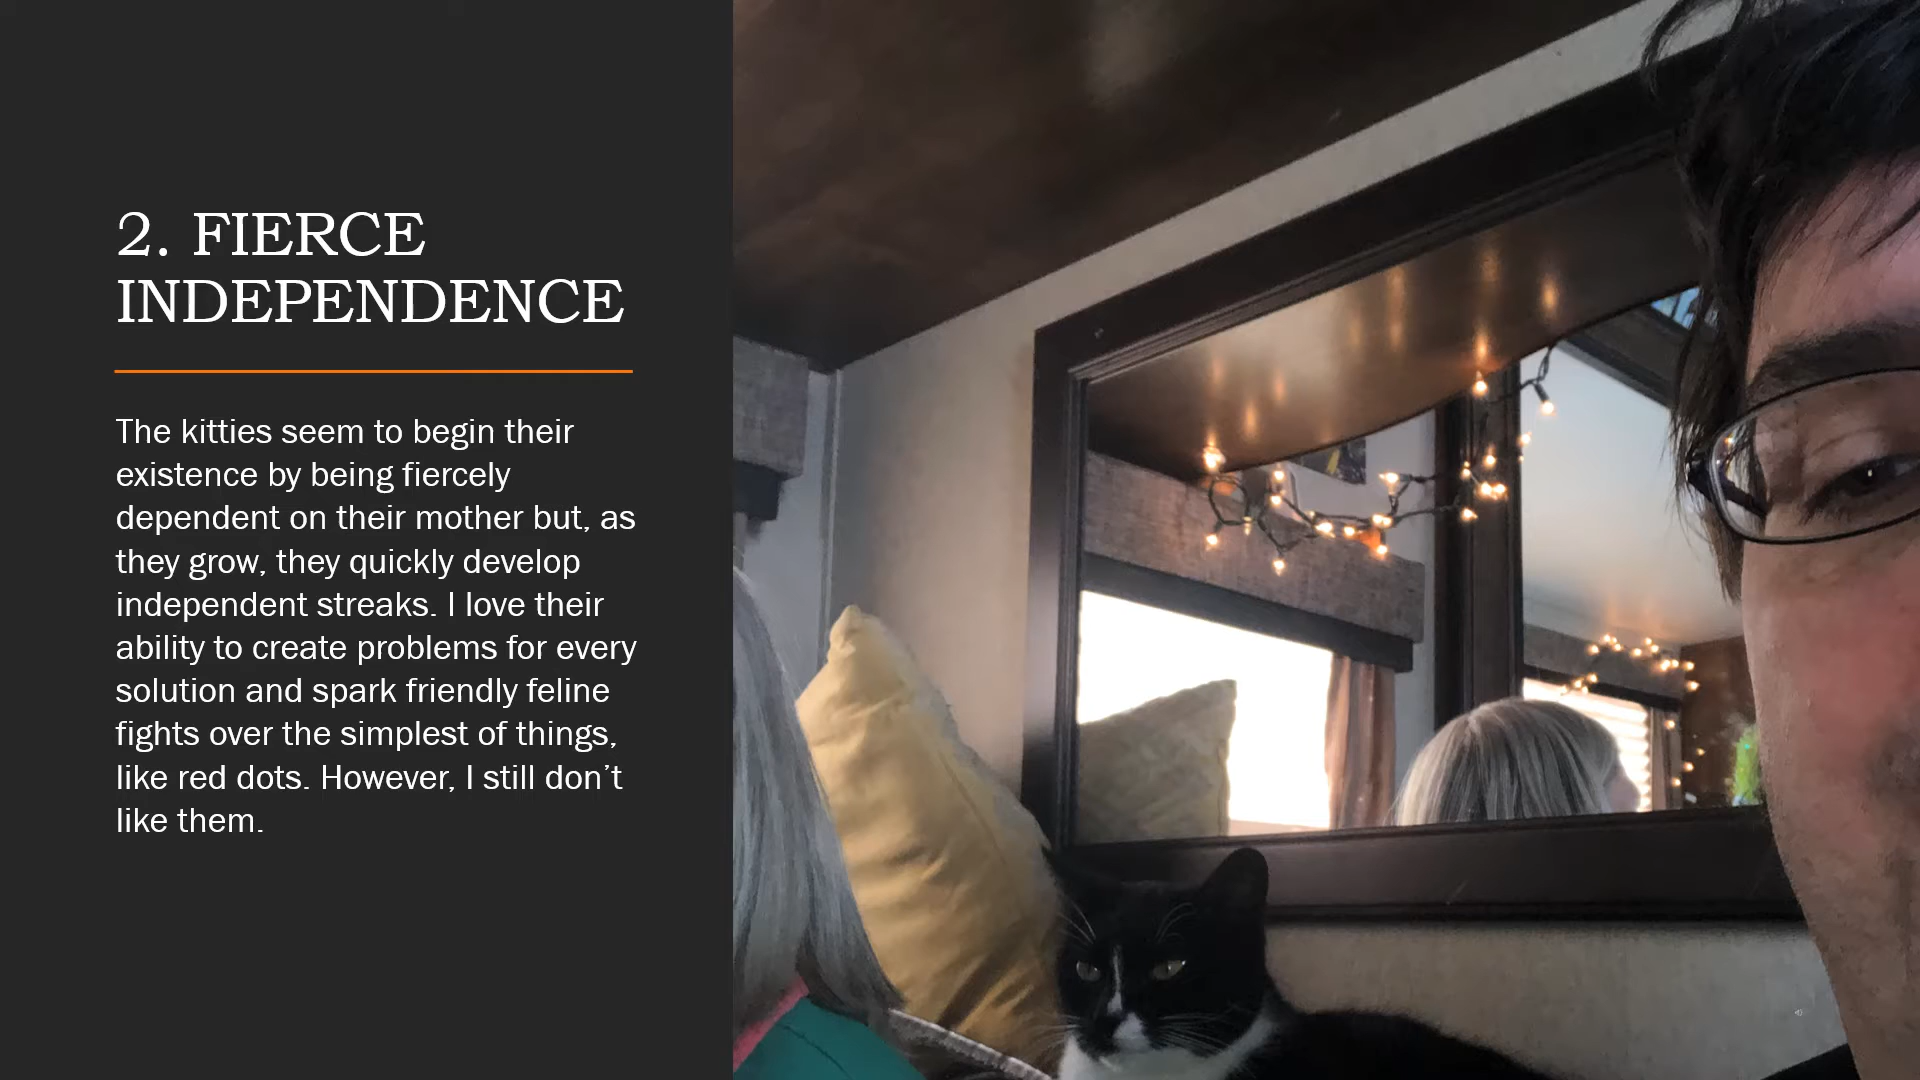 2. FIERCE
INDEPENDENCE
The kitties seem to begin their
existence by being fiercely
dependent on their mother but, as
they grow, they quickly develop
independent streaks. I love their
ability to create problems for every
solution and spark friendly feline
fights over the simplest of things,
like red dots. However, I still don’t
like them.